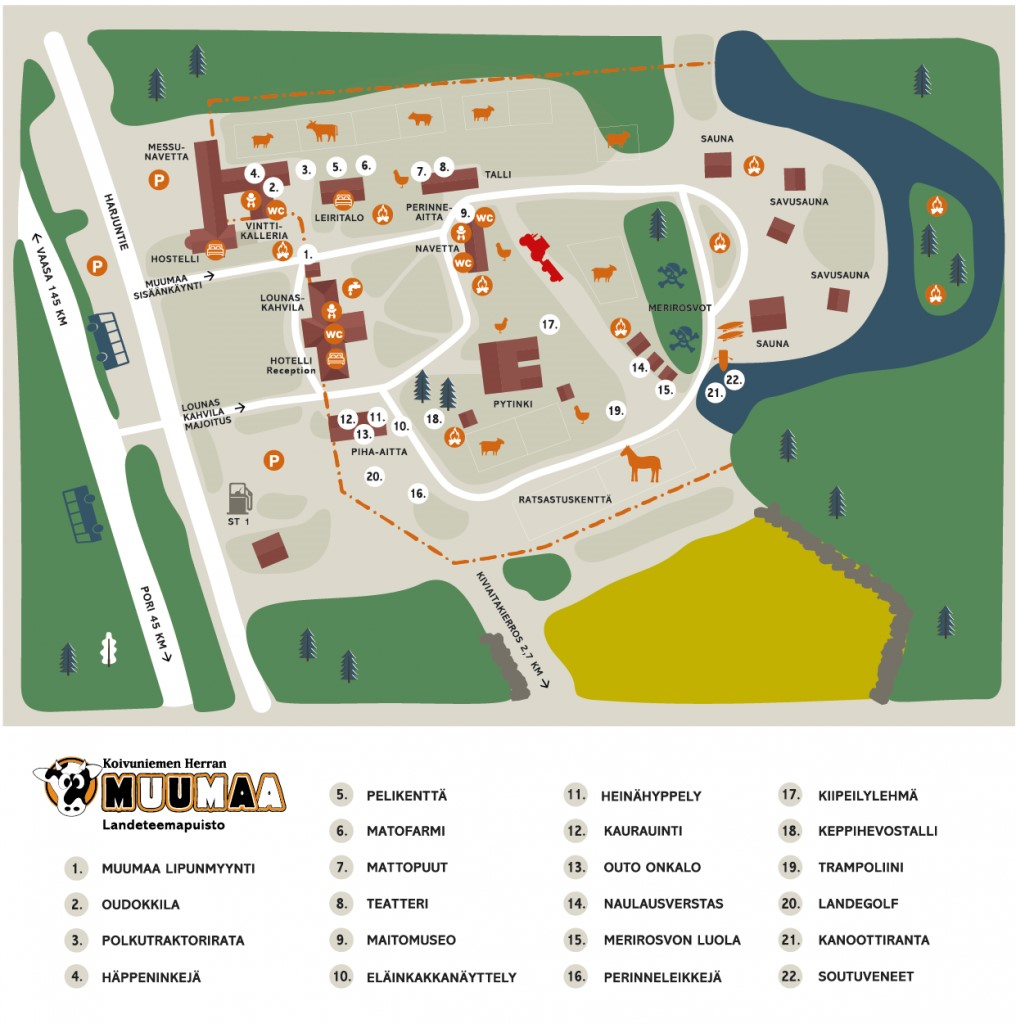 MESSU-
NAVETTA
P
HARJUNTIE
← VAASA 145 KM
P
HOSTELLI
4.
2.
WC
VINTTI-
KALLERIA
3.
5.
6.
LEIRITALO
7.
8.
TALLI
PERINNE-
AITTA
9.
WC
NAVETTA
WC
SAUNA
SAVUSAUNA
SAVUSAUNA
SAUNA
MERIROSVOT
MUUMAA
SISÄÄNKÄYNTI →
1.
LOUNAS-
KAHVILA
WC
HOTELLI
Reception
17.
PYTINKI
14.
15.
22.
21.
19.
LOUNAS
KAHVILA
MAJOITUS →
12.
11.
13.
10.
18.
PIHA-AITTA
20.
16.
P
ST 1
RATSASTUSKENTTÄ
PORI 45 KM →
KIVIAITAKIERROS 2,7 KM →
Koivuniemen Herran
MUUMAA
Landeteemapuisto
1. MUUMAA LIPUNMYYNTI
2. OUDOKKILA
3. POLKUTRAKTORIRATA
4. HÄPPENINKEJÄ
5. PELIKENTTÄ
6. MATOFARMI
7. MATTOPUUT
8. TEATTERI
9. MAITOMUSEO
10. ELÄINKAKKANÄYTTELY
11. HEINÄHYPPELY
12. KAURAUINTI
13. OUTO ONKALO
14. NAULAUSVERSTAS
15. MERIROSVON LUOLA
16. PERINNELEIKKEJÄ
17. KIIPEILYLEHMÄ
18. KEPPIHEVOSTALLI
19. TRAMPOLIINI
20. LANDEGOLF
21. KANOOTTIRANTA
22. SOUTUVENEET